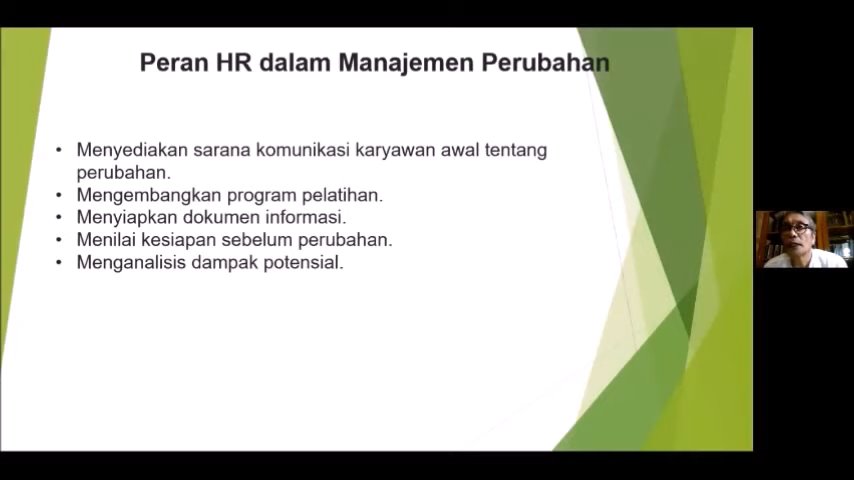 Peran HR dalam Manajemen Perubahan
• Menyediakan sarana komunikasi karyawan awal tentang
perubahan.
• Mengembangkan program pelatihan.
• Menyiapkan dokumen informasi.
• Menilai kesiapan sebelum perubahan.
• Menganalisis dampak potensial.